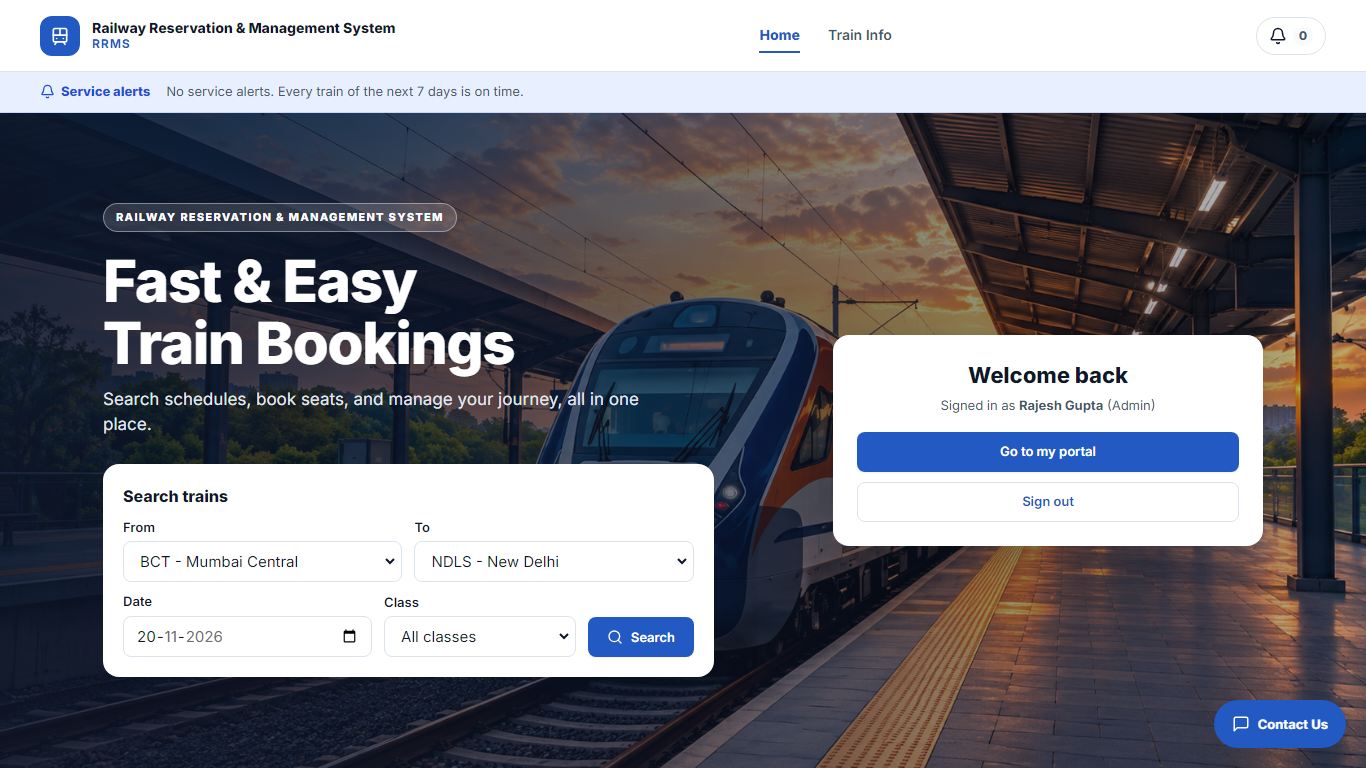 Railway Reservation & Management System
RRMS
Home
Train Info
0
Service alerts
No service alerts. Every train of the next 7 days is on time.
RAILWAY RESERVATION & MANAGEMENT SYSTEM
Fast & Easy
Train Bookings
Search schedules, book seats, and manage your journey, all in one
place.
Search trains
From
To
BCT - Mumbai Central
NDLS - New Delhi
Date
Class
20-11-2026
All classes
Search
Welcome back
Signed in as Rajesh Gupta (Admin)
Go to my portal
Sign out
Contact Us